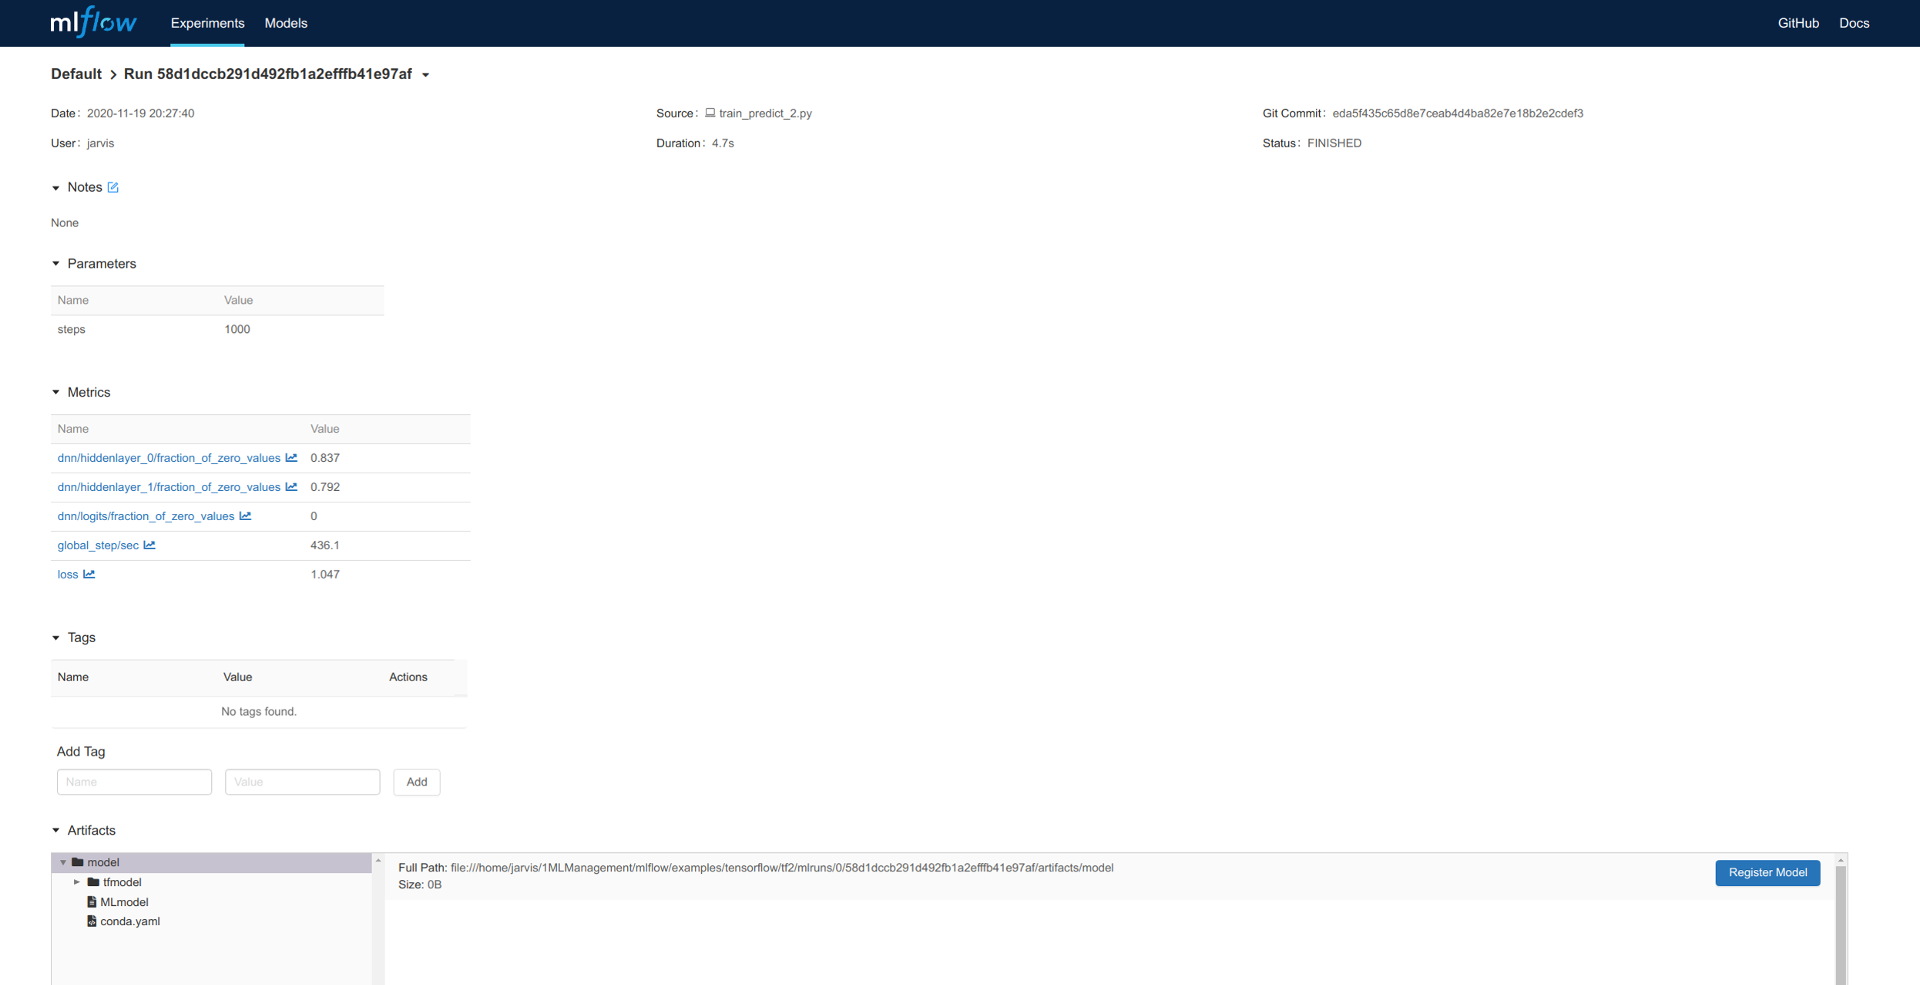 mlflow Experiments Models GitHub Docs
Default > Run 58d1dccb291d492fb1a2efffb41e97af
Date: 2020-11-19 20:27:40 Source: train_predict_2.py Git Commit: eda5f435c65d8e7ceab4d4ba82e7e18b2e2cdef3
User: jarvis Duration: 4.7s Status: FINISHED
Notes
None
Parameters
Name Value
steps 1000
Metrics
Name Value
dnn/hiddenlayer_0/fraction_of_zero_values 0.837
dnn/hiddenlayer_1/fraction_of_zero_values 0.792
dnn/logits/fraction_of_zero_values 0
global_step/sec 436.1
loss 1.047
Tags
Name Value Actions
No tags found.
Add Tag
Name Value Add
Artifacts
model
tfmodel
MLmodel
conda.yaml
Full Path: file:///home/jarvis/1MLManagement/mlflow/examples/tensorflow/tf2/mlruns/0/58d1dccb291d492fb1a2efffb41e97af/artifacts/model
Size: 0B
Register Model